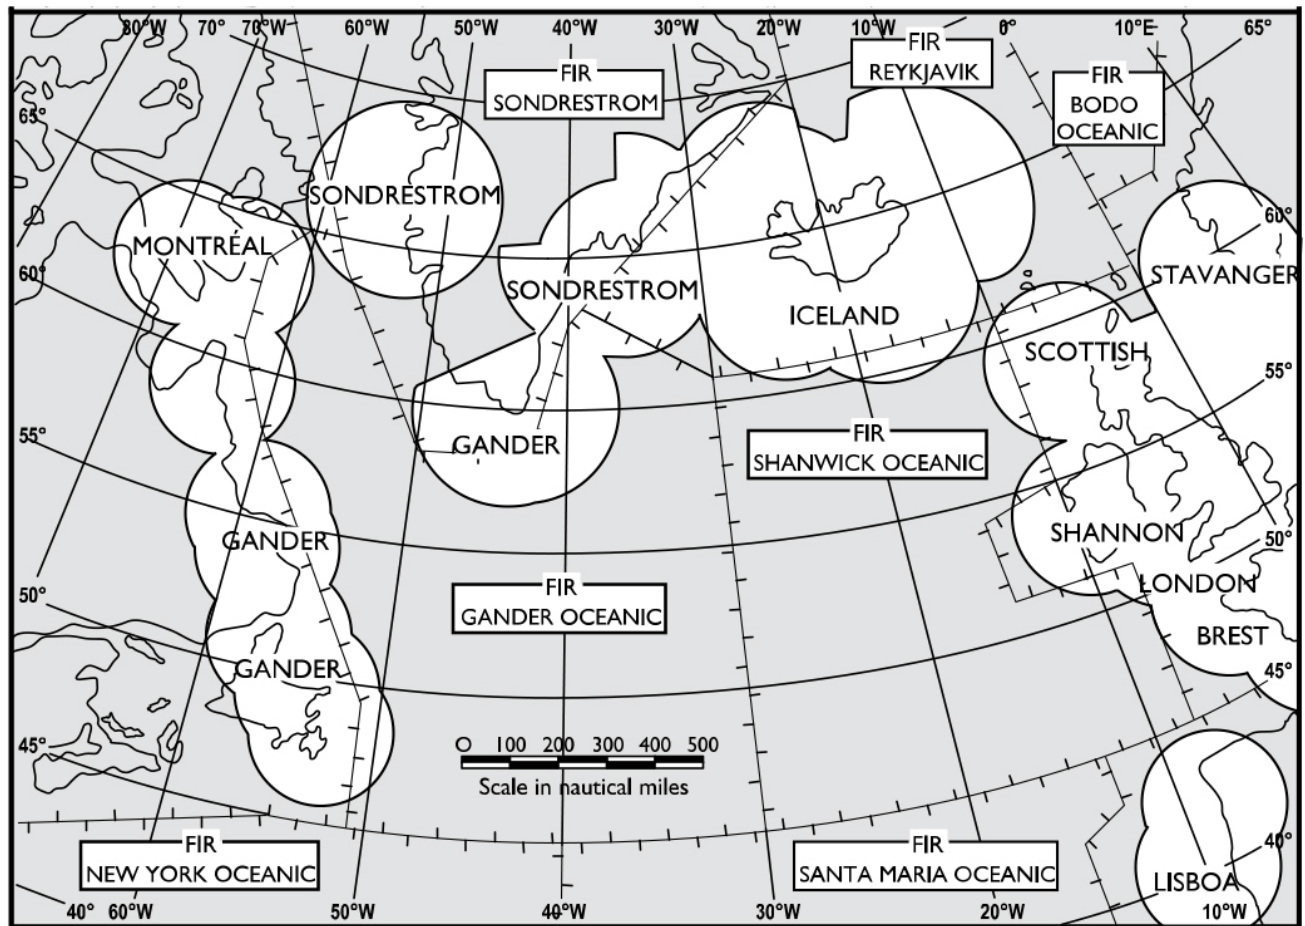 80°W 70° 70°W 60°W 50°W 40°W 30°W 20°W 10°W 0° 10°E 65°
FIR
REYKJAVIK
FIR
SONDRESTROM
FIR
BODO
OCEANIC
65°
SONDRESTROM
MONTRÉAL
60°
60°
STAVANGER
SONDRESTROM
ICELAND
SCOTTISH
55°
55°
GANDER
FIR
SHANWICK OCEANIC
SHANNON
50°
GANDER
LONDON
50°
FIR
GANDER OCEANIC
BREST
GANDER
45°
45°
0 100 200 300 400 500
Scale in nautical miles
FIR
NEW YORK OCEANIC
FIR
SANTA MARIA OCEANIC
40°
LISBOA
40° 60°W 50°W 40°W 30°W 20°W 10°W